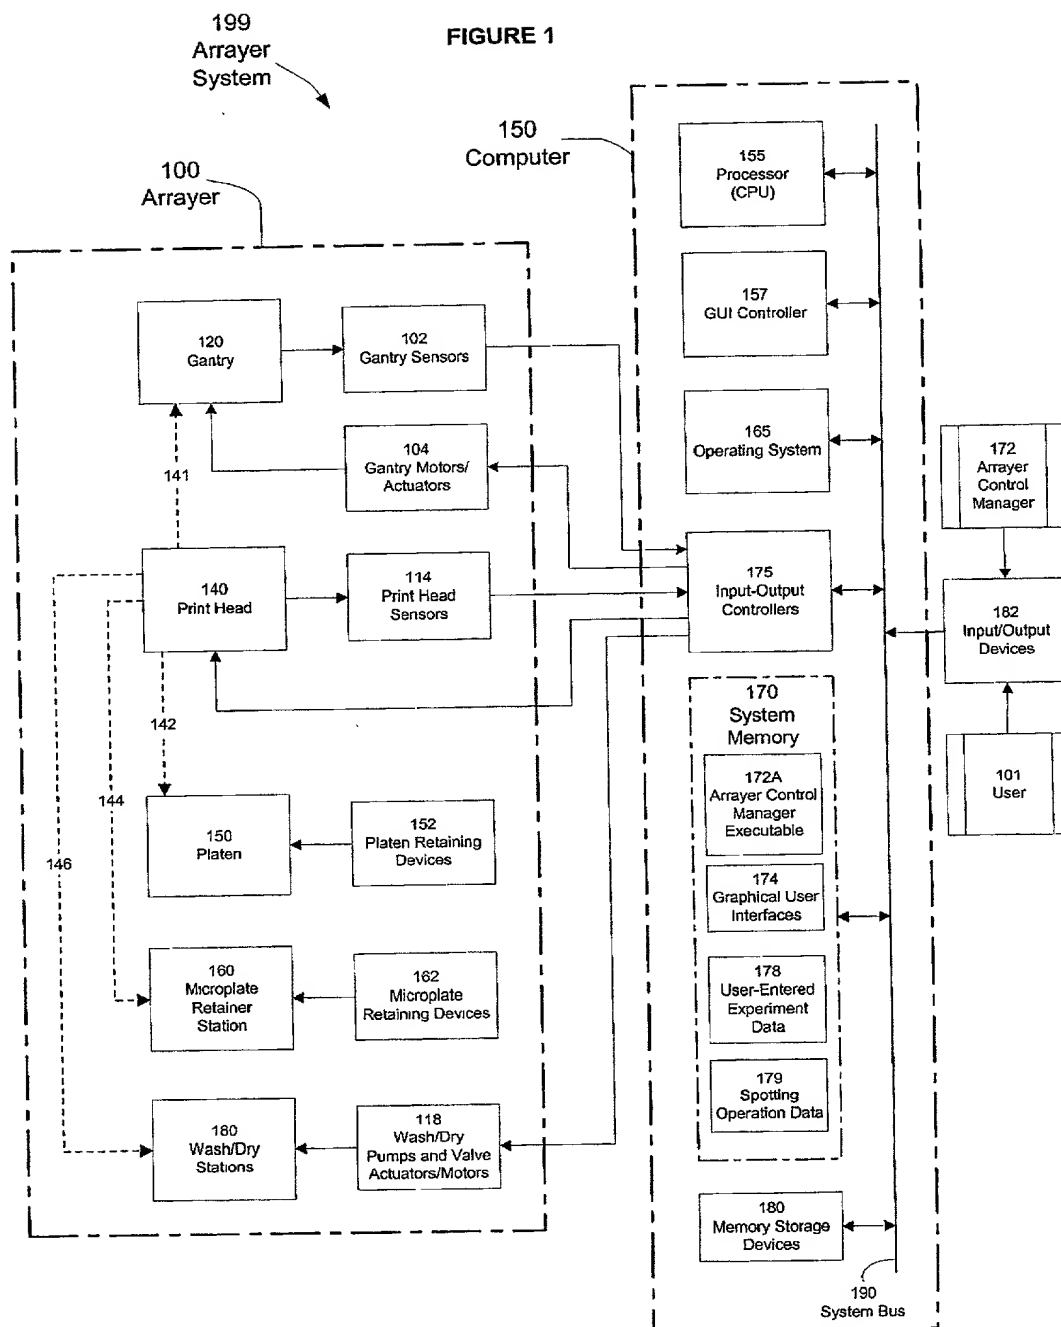 199
Arrayer
System
FIGURE 1
150
Computer
100
Arrayer
155
Processor
(CPU)
157
GUI Controller
165
Operating System
175
Input-Output
Controllers
170
System
Memory
172A
Arrayer Control
Manager
Executable
174
Graphical User
Interfaces
178
User-Entered
Experiment
Data
179
Spotting
Operation Data
180
Memory Storage
Devices
190
System Bus
172
Arrayer
Control
Manager
182
Input/Output
Devices
101
User
120
Gantry
102
Gantry Sensors
104
Gantry Motors/
Actuators
141
140
Print Head
114
Print Head
Sensors
142
144
146
150
Platen
152
Platen Retaining
Devices
160
Microplate
Retainer
Station
162
Microplate
Retaining Devices
180
Wash/Dry
Stations
118
Wash/Dry
Pumps and Valve
Actuators/Motors